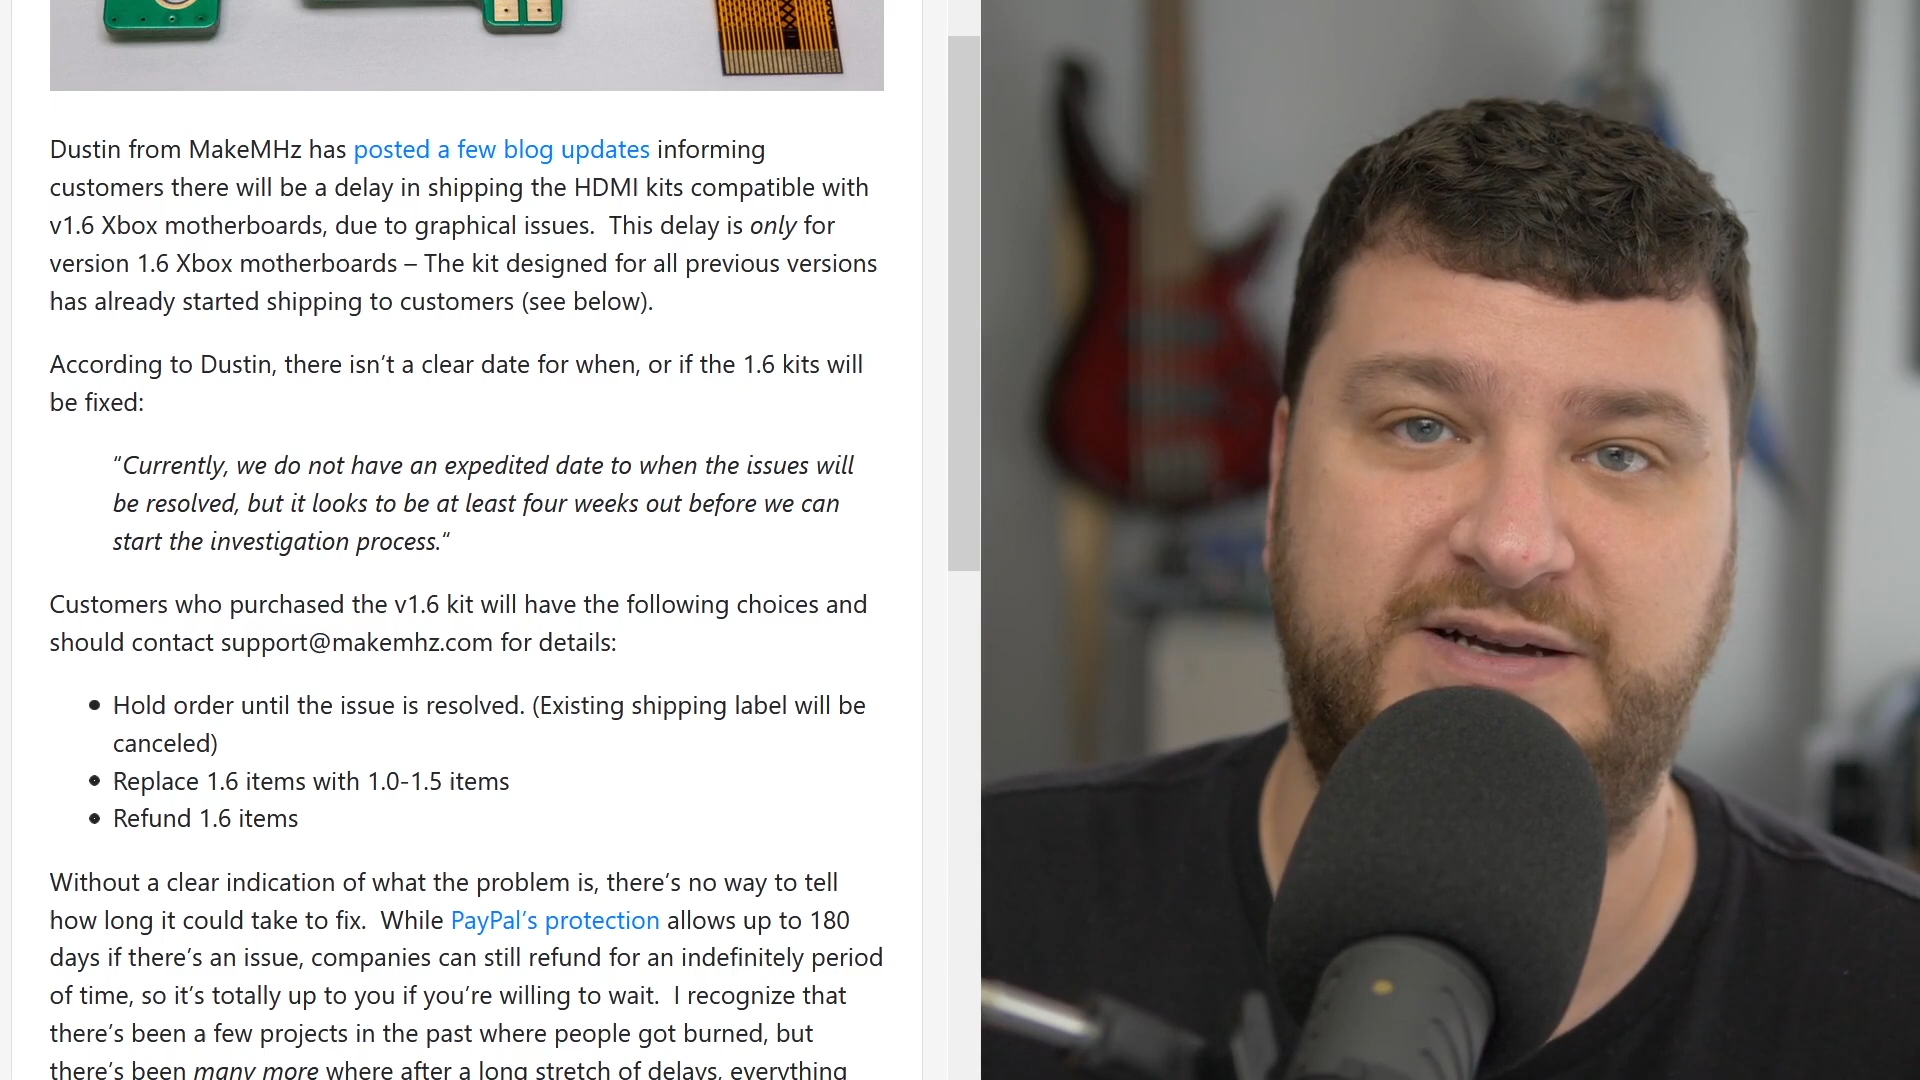 Dustin from MakeMHz has posted a few blog updates informing
customers there will be a delay in shipping the HDMI kits compatible with
v1.6 Xbox motherboards, due to graphical issues.  This delay is only for
version 1.6 Xbox motherboards – The kit designed for all previous versions
has already started shipping to customers (see below).
According to Dustin, there isn’t a clear date for when, or if the 1.6 kits will
be fixed:
“Currently, we do not have an expedited date to when the issues will
be resolved, but it looks to be at least four weeks out before we can
start the investigation process.“
Customers who purchased the v1.6 kit will have the following choices and
should contact support@makemhz.com for details:
Hold order until the issue is resolved. (Existing shipping label will be
canceled)
Replace 1.6 items with 1.0-1.5 items
Refund 1.6 items
Without a clear indication of what the problem is, there’s no way to tell
how long it could take to fix.  While PayPal’s protection allows up to 180
days if there’s an issue, companies can still refund for an indefinitely period
of time, so it’s totally up to you if you’re willing to wait.  I recognize that
there’s been a few projects in the past where people got burned, but
there’s been many more where after a long stretch of delays, everything